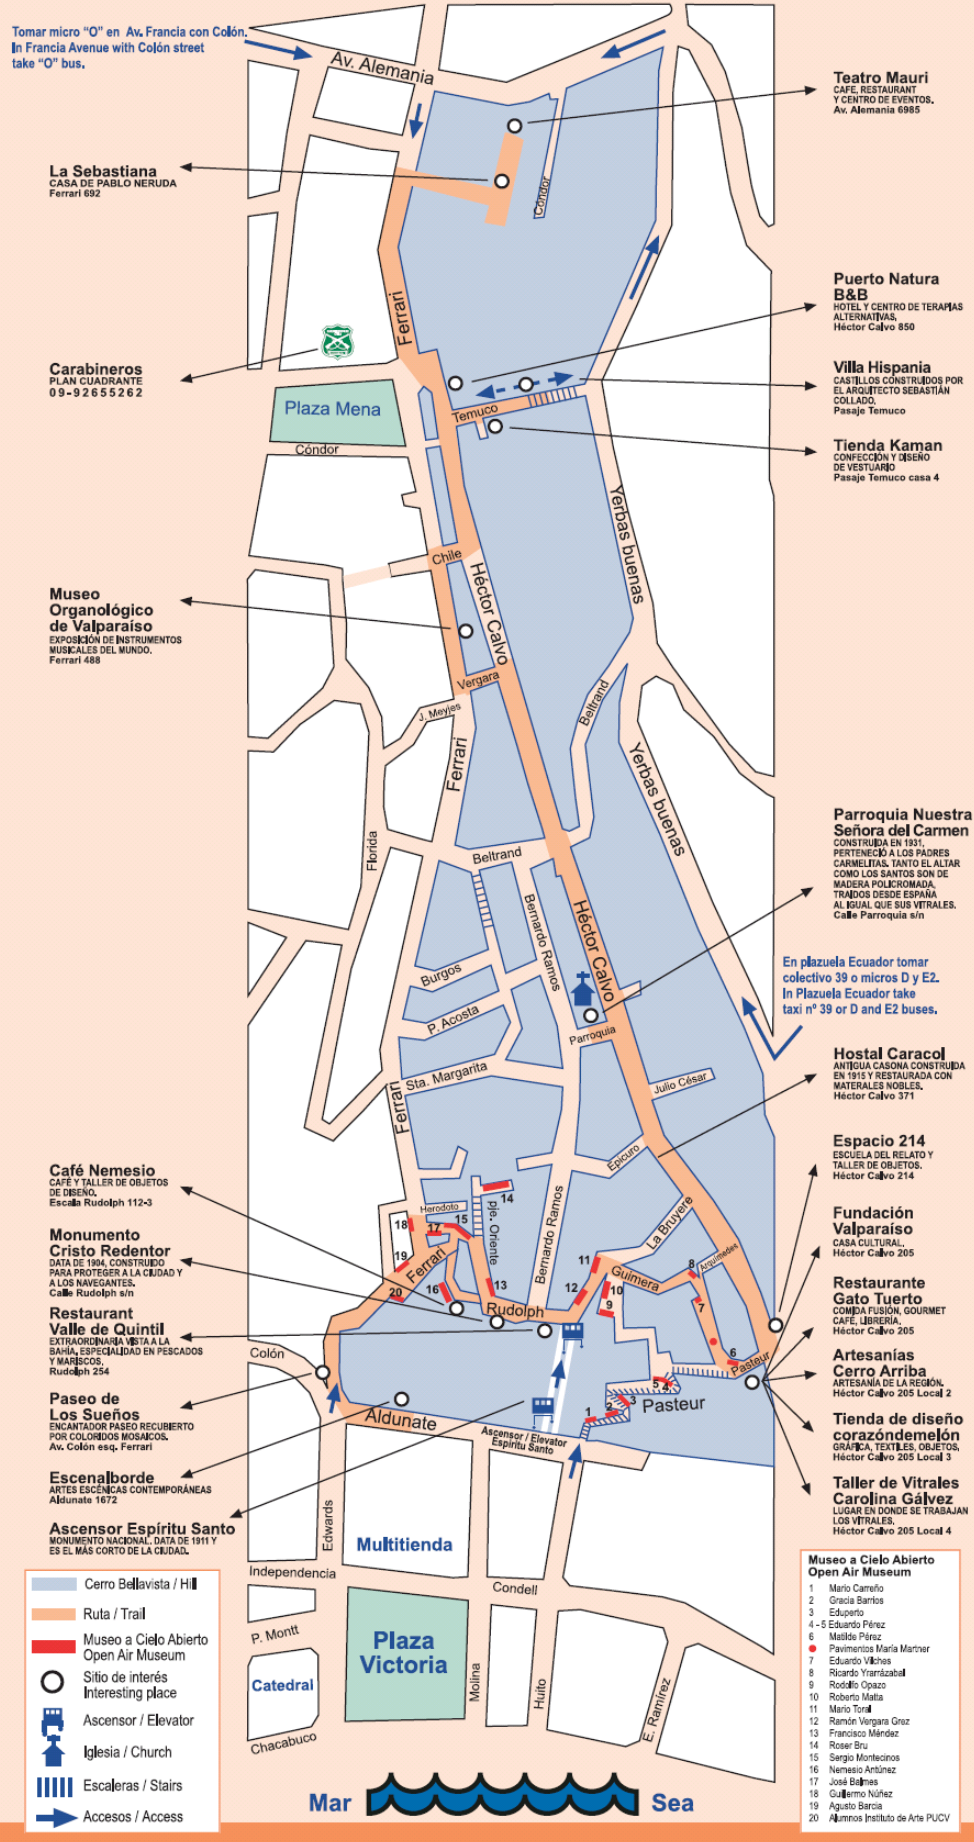 Tomar micro “O” en Av. Francia con Colón.
In Francia Avenue with Colón street
take “O” bus.
Av. Alemania
Teatro Mauri
CAFE, RESTAURANT
Y CENTRO DE EVENTOS.
Av. Alemania 6985
La Sebastiana
CASA DE PABLO NERUDA
Ferrari 692
Cóndor
Ferrari
Puerto Natura
B&B
HOTEL Y CENTRO DE TERAPIAS
ALTERNATIVAS.
Héctor Calvo 850
Carabineros
PLAN CUADRANTE
09-92655262
Plaza Mena
Cóndor
Temuco
Villa Hispania
CASTILLOS CONSTRUIDOS POR
EL ARQUITECTO SEBASTIÁN
COLLADO.
Pasaje Temuco
Tienda Kaman
CONFECCIÓN Y DISEÑO
DE VESTUARIO
Pasaje Temuco casa 4
Yerbas buenas
Chile
Héctor Calvo
Museo
Organológico
de Valparaíso
EXPOSICIÓN DE INSTRUMENTOS
MUSICALES DEL MUNDO.
Ferrari 488
Vergara
J. Meyjes
Beltrand
Ferrari
Yerbas buenas
Florida
Beltrand
Parroquia Nuestra
Señora del Carmen
CONSTRUIDA EN 1931,
PERTENECIÓ A LOS PADRES
CARMELITAS. TANTO EL ALTAR
COMO LOS SANTOS SON DE
MADERA POLICROMADA,
TRAIDOS DESDE ESPAÑA
AL IGUAL QUE SUS VITRALES.
Calle Parroquia s/n
Bernardo Ramos
Héctor Calvo
Burgos
P. Acosta
Parroquia
En plazuela Ecuador tomar
colectivo 39 o micros D y E2.
In Plazuela Ecuador take
taxi nº 39 or D and E2 buses.
Sta. Margarita
Ferrari
Julio César
Hostal Caracol
ANTIGUA CASONA CONSTRUIDA
EN 1915 Y RESTAURADA CON
MATERALES NOBLES.
Héctor Calvo 371
Epicuro
Espacio 214
ESCUELA DEL RELATO Y
TALLER DE OBJETOS.
Héctor Calvo 214
Café Nemesio
CAFÉ Y TALLER DE OBJETOS
DE DISEÑO.
Escala Rudolph 112-3
14
Herodoto
pje. Oriente
Bernardo Ramos
La Bruyere
Fundación
Valparaíso
CASA CULTURAL.
Héctor Calvo 205
18
17
15
Monumento
Cristo Redentor
DATA DE 1904, CONSTRUIDO
PARA PROTEGER A LA CIUDAD Y
A LOS NAVEGANTES.
Calle Rudolph s/n
19
Ferrari
11
Guimera
8
Arquímedes
20
16
13
12
10
9
7
Rudolph
Restaurante
Gato Tuerto
COMIDA FUSIÓN, GOURMET
CAFÉ, LIBRERÍA.
Héctor Calvo 205
Restaurant
Valle de Quintil
EXTRAORDINARIA VISTA A LA
BAHÍA, ESPECIALIDAD EN PESCADOS
Y MARISCOS.
Rudolph 254
Colón
6
Pasteur
Artesanías
Cerro Arriba
ARTESANÍA DE LA REGIÓN.
Héctor Calvo 205 Local 2
Paseo de
Los Sueños
ENCANTADOR PASEO RECUBIERTO
POR COLORIDOS MOSAICOS.
Av. Colón esq. Ferrari
5
4
3
2
1
Pasteur
Aldunate
Ascensor / Elevator
Espíritu Santo
Tienda de diseño
corazóndemelón
GRÁFICA, TEXTILES, OBJETOS.
Héctor Calvo 205 Local 3
Escenalborde
ARTES ESCÉNICAS CONTEMPORÁNEAS
Aldunate 1672
Taller de Vitrales
Carolina Gálvez
LUGAR EN DONDE SE TRABAJAN
LOS VITRALES.
Héctor Calvo 205 Local 4
Ascensor Espíritu Santo
MONUMENTO NACIONAL. DATA DE 1911 Y
ES EL MÁS CORTO DE LA CIUDAD.
Edwards
Multitienda
Independencia
Condell
P. Montt
Plaza
Victoria
Catedral
Molina
Huito
E. Ramírez
Chacabuco
Cerro Bellavista / Hill
Ruta / Trail
Museo a Cielo Abierto
Open Air Museum
Sitio de interés
Interesting place
Ascensor / Elevator
Iglesia / Church
Escaleras / Stairs
Accesos / Access
Mar
Sea
Museo a Cielo Abierto
Open Air Museum
1 Mario Carreño
2 Gracia Barrios
3 Eduperto
4 - 5 Eduardo Pérez
6 Matilde Pérez
Pavimentos María Martner
7 Eduardo Vilches
8 Ricardo Yrarrázabal
9 Rodolfo Opazo
10 Roberto Matta
11 Mario Toral
12 Ramón Vergara Grez
13 Francisco Méndez
14 Roser Bru
15 Sergio Montecinos
16 Nemesio Antúnez
17 José Balmes
18 Guillermo Núñez
19 Agusto Barcia
20 Alumnos Instituto de Arte PUCV